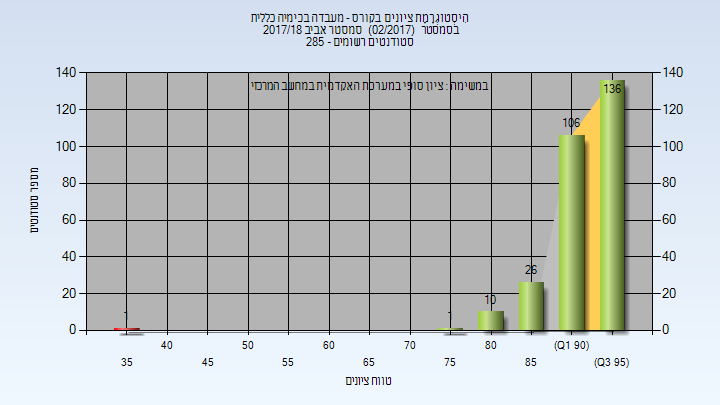 היסטוגרמת ציונים בקורס - מעבדה בכימיה כללית
בסמסטר (02/2017) סמסטר אביב 2017/18
סטודנטים רשומים - 285
במשימה : ציון סופי במערכת האקדמית במחשב המרכזי
140 140
120 120
100 100
80 80
60 60
40 40
20 20
0 0
1 1 10 26 106 136
מספר סטודנטים
40 50 60 70 80 (Q1 90)
35 45 55 65 75 85 (Q3 95)
טווח ציונים